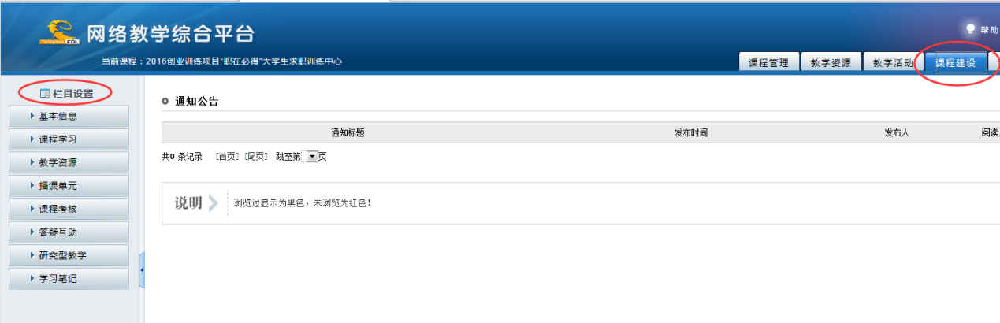 网络教学综合平台
Tsinghua COL
帮助
当前课程：2016创业训练项目"职在必得"大学生求职训练中心
课程管理 教学资源 教学活动 课程建设
栏目设置
基本信息
课程学习
教学资源
播课单元
课程考核
答疑互动
研究型教学
学习笔记
通知公告
通知标题 发布时间 发布人 阅读
共0 条记录 [首页] [尾页] 跳至第 页
说明 浏览过显示为黑色，未浏览为红色！